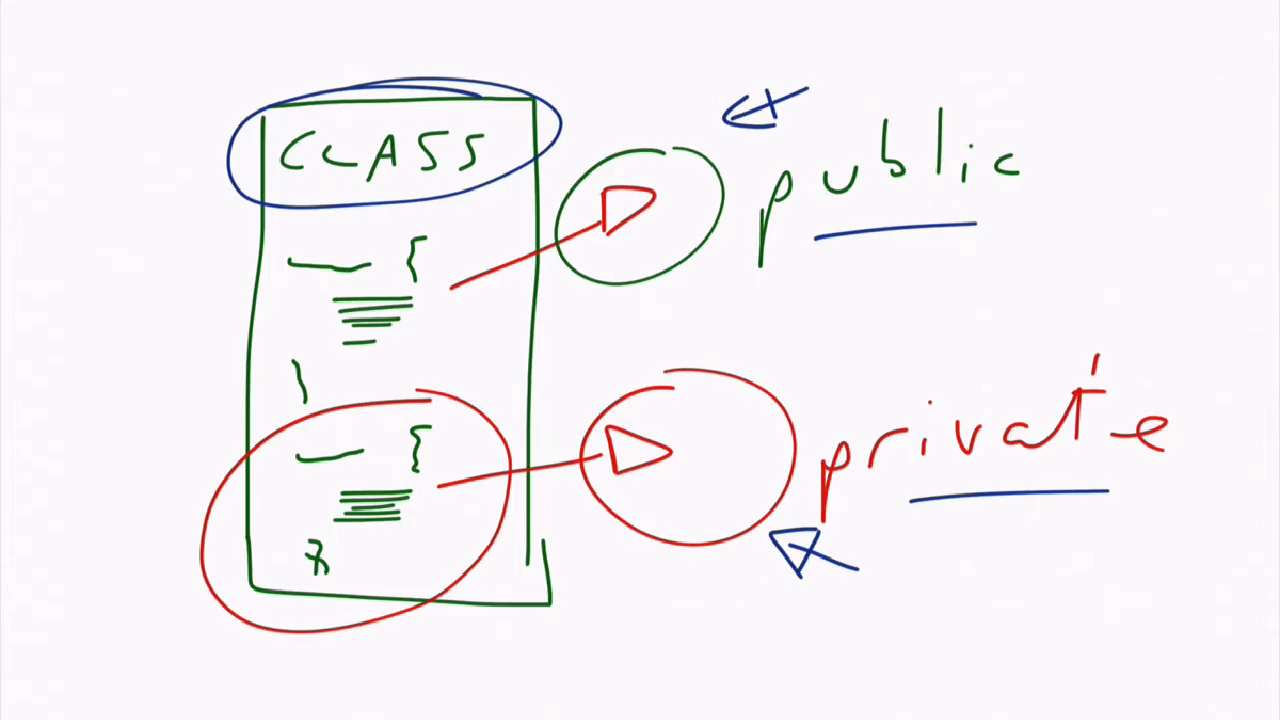 CLASS
public
{
}
private
{
}